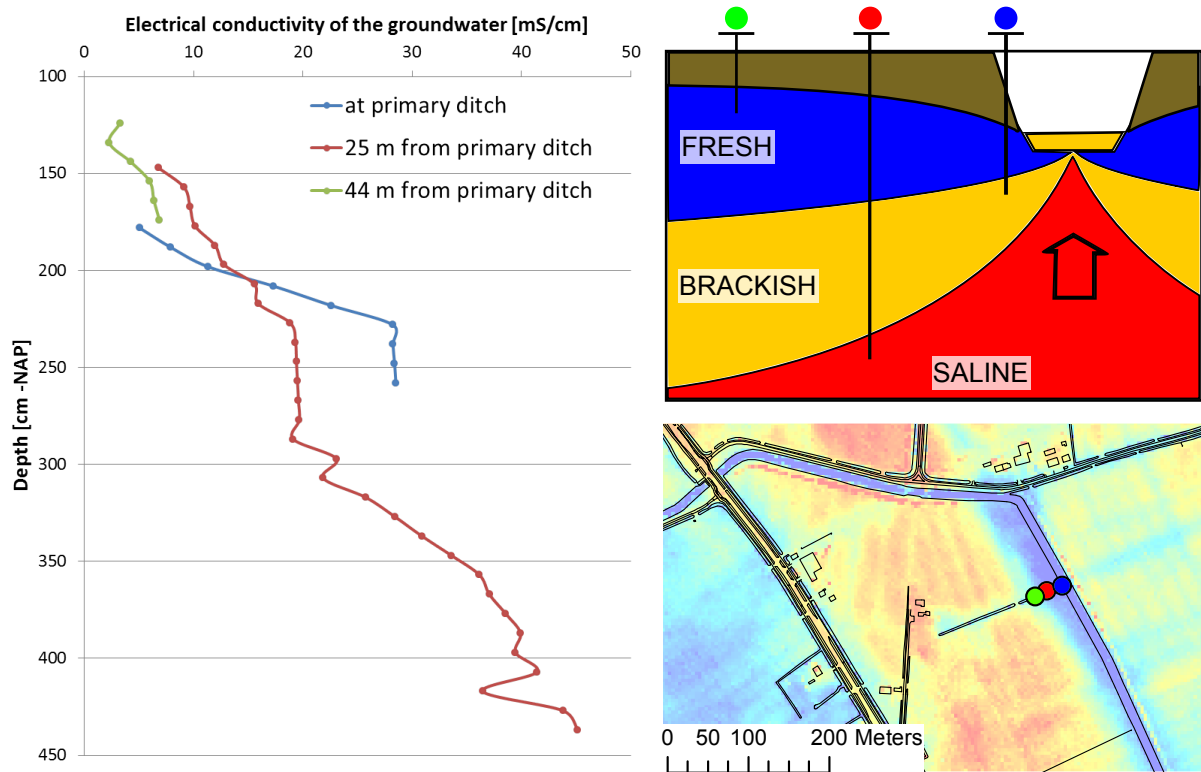 Electrical conductivity of the groundwater [mS/cm]
0 10 20 30 40 50
100
150
200
250
300
350
400
450
Depth [cm -NAP]
at primary ditch
25 m from primary ditch
44 m from primary ditch
FRESH
BRACKISH
SALINE
0 50 100 200 Meters